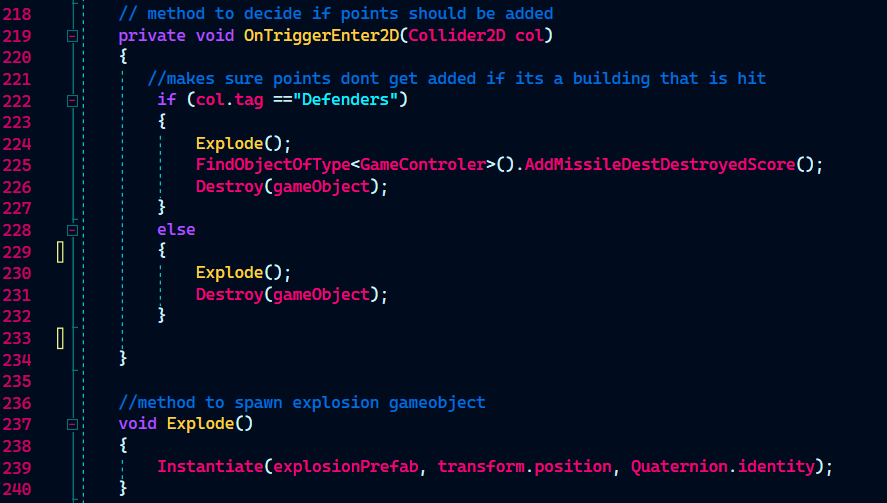 218 // method to decide if points should be added
219 private void OnTriggerEnter2D(Collider2D col)
220 {
221 //makes sure points dont get added if its a building that is hit
222 if (col.tag =="Defenders")
223 {
224 Explode();
225 FindObjectOfType<GameControler>().AddMissileDestDestroyedScore();
226 Destroy(gameObject);
227 }
228 else
229 {
230 Explode();
231 Destroy(gameObject);
232 }
233
234 }
235
236 //method to spawn explosion gameobject
237 void Explode()
238 {
239 Instantiate(explosionPrefab, transform.position, Quaternion.identity);
240 }